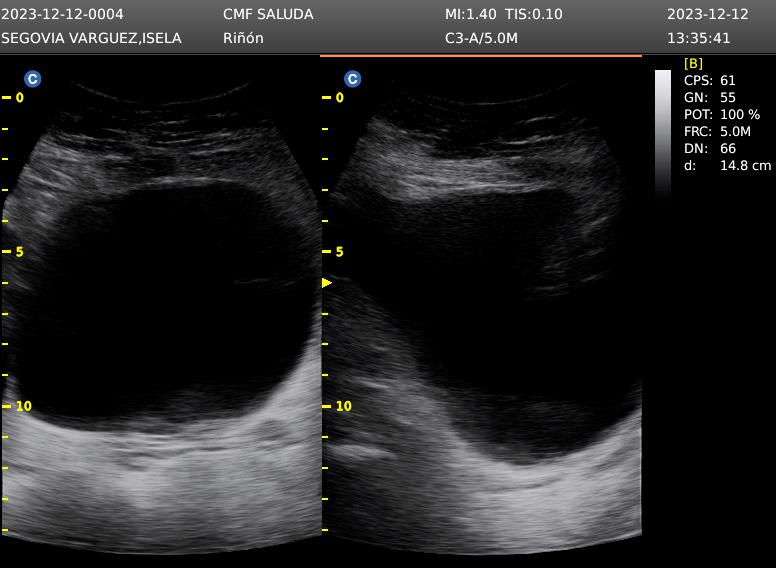 2023-12-12-0004 CMF SALUDA MI:1.40 TIS:0.10 2023-12-12
SEGOVIA VARGUEZ,ISELA Riñón C3-A/5.0M 13:35:41
C
0
5
10
C
0
5
10
[B]
CPS: 61
GN: 55
POT: 100 %
FRC: 5.0M
DN: 66
d: 14.8 cm